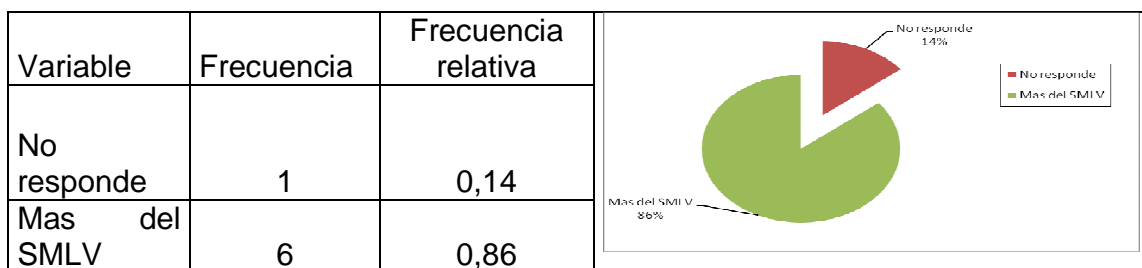 Variable Frecuencia Frecuencia
relativa
No
responde 1 0,14
Mas del
SMLV 6 0,86
No responde
14%
No responde
Mas del SMLV
Mas del SMLV
86%